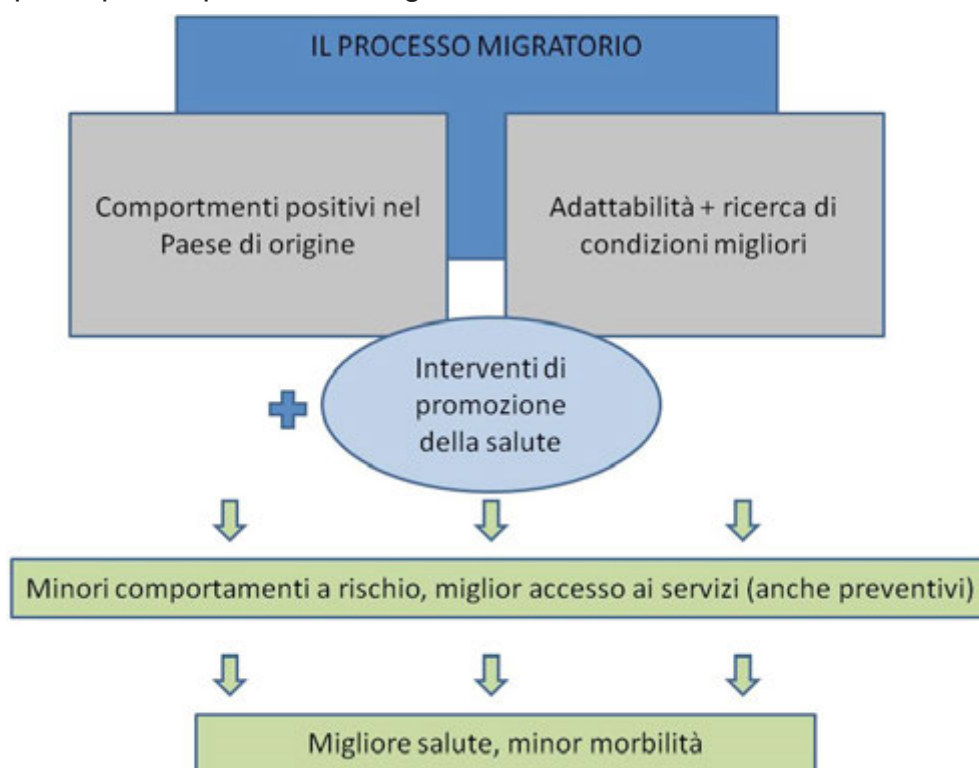 IL PROCESSO MIGRATORIO
Comportmenti positivi nel
Paese di origine
Adattabilità + ricerca di
condizioni migliori
Interventi di
promozione
della salute
Minori comportamenti a rischio, miglior accesso ai servizi (anche preventivi)
Migliore salute, minor morbilità